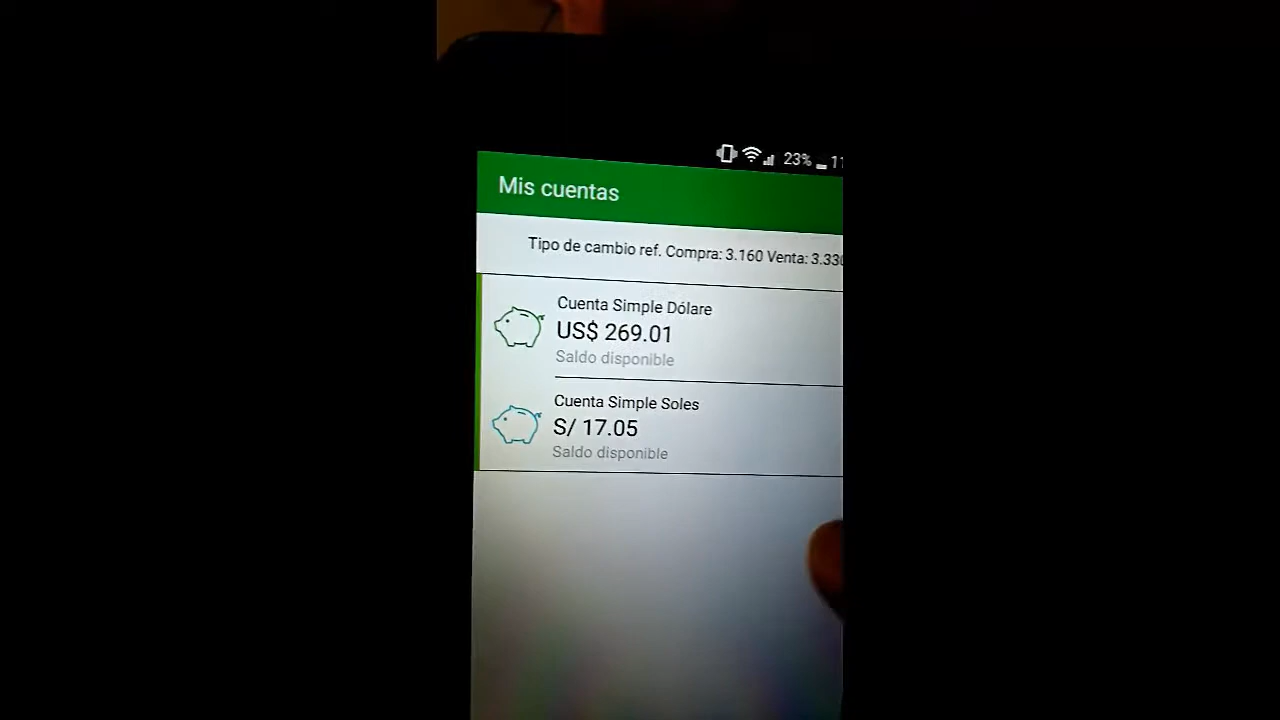 23% 11
Mis cuentas
Tipo de cambio ref. Compra: 3.160 Venta: 3.330
Cuenta Simple Dólare
US$ 269.01
Saldo disponible
Cuenta Simple Soles
S/ 17.05
Saldo disponible